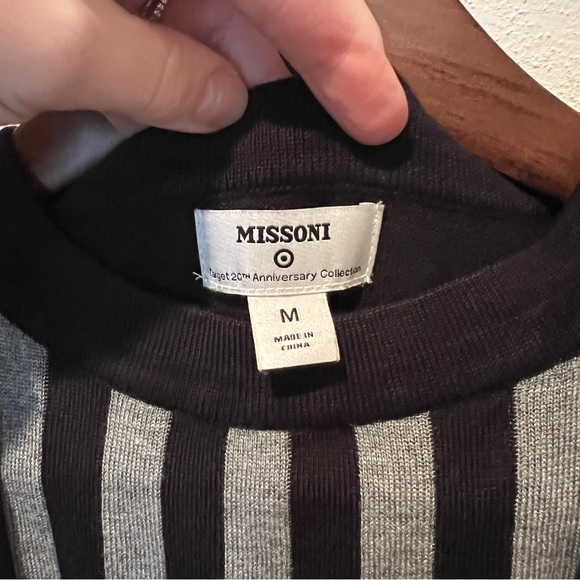 MISSONI
Target 20TH Anniversary Collection
M
MADE IN
CHINA